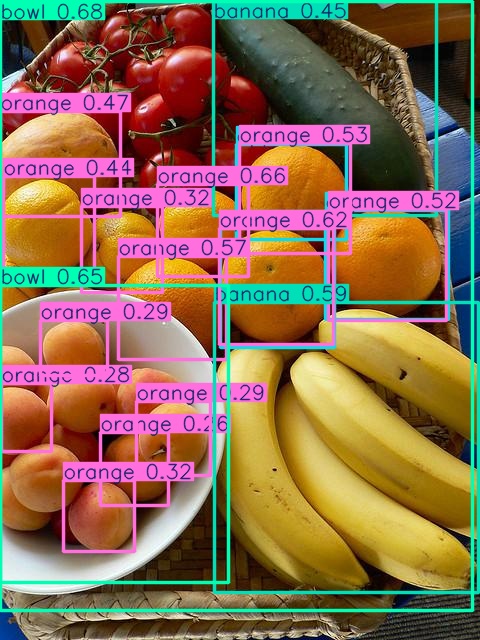 bowl 0.68
banana 0.45
orange 0.47
orange 0.53
orange 0.44
orange 0.66
orange 0.32
orange 0.52
orange 0.62
orange 0.57
bowl 0.65
banana 0.59
orange 0.29
orange 0.28
orange 0.29
orange 0.26
orange 0.32